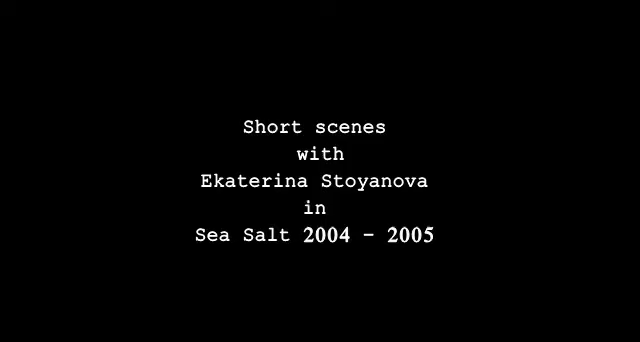 Short scenes
with
Ekaterina Stoyanova
in
Sea Salt 2004 - 2005